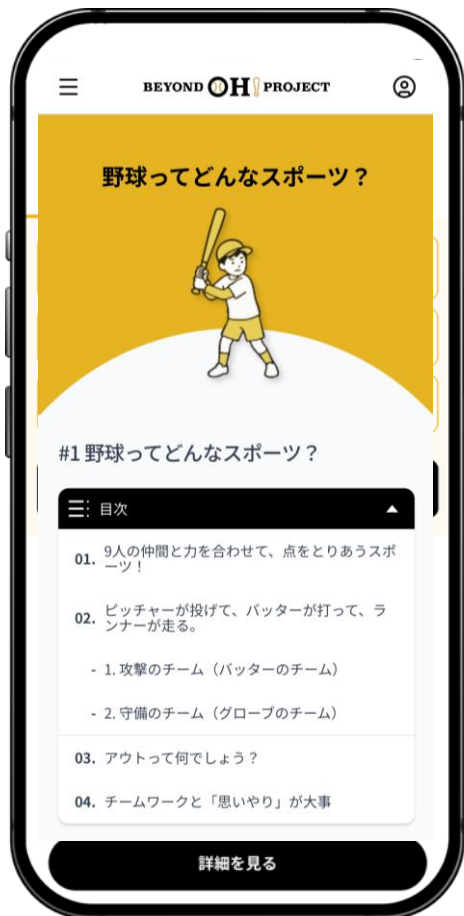 BEYOND OH! PROJECT
野球ってどんなスポーツ？
#1 野球ってどんなスポーツ？
目次
01. 9人の仲間と力を合わせて、点をとりあうスポ
ーツ！
02. ピッチャーが投げて、バッターが打って、ラ
ンナーが走る。
- 1. 攻撃のチーム（バッターのチーム）
- 2. 守備のチーム（グローブのチーム）
03. アウトって何でしょう？
04. チームワークと「思いやり」が大事
詳細を見る